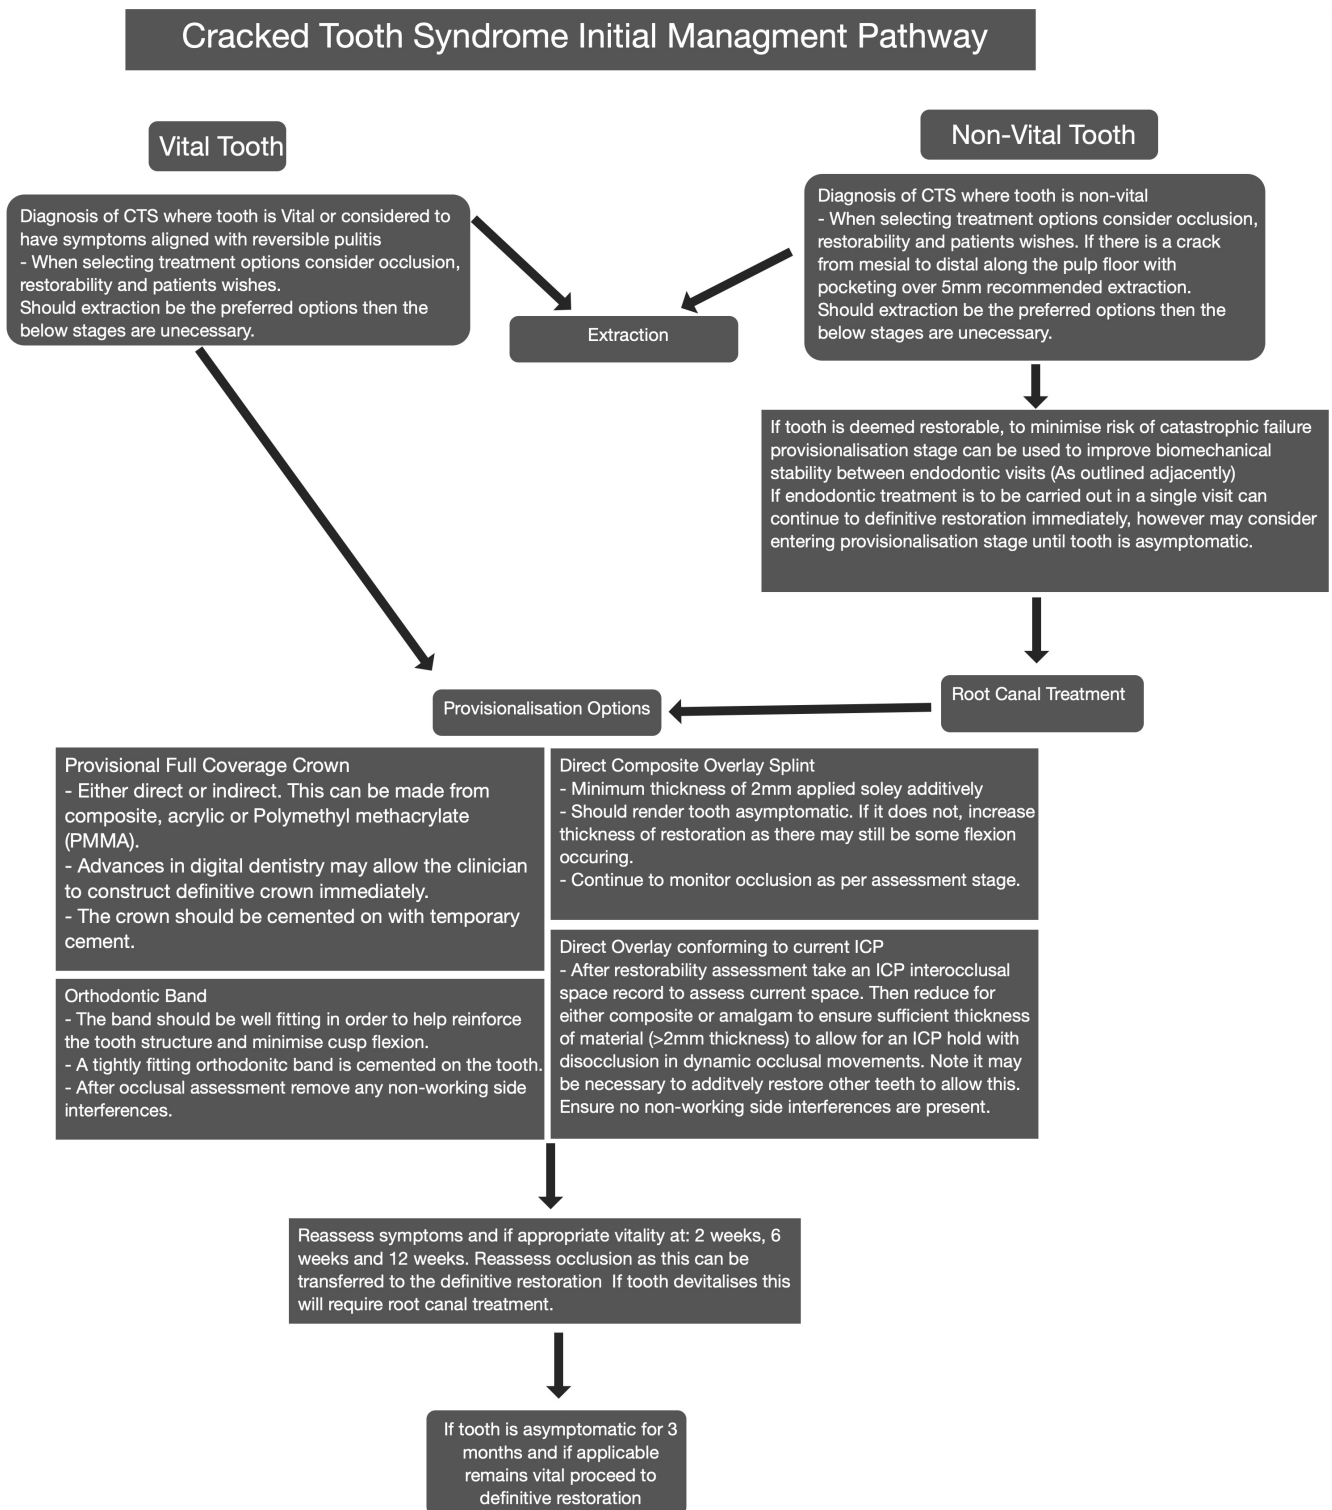 Cracked Tooth Syndrome Initial Managment Pathway
Vital Tooth
Non-Vital Tooth
Diagnosis of CTS where tooth is Vital or considered to
have symptoms aligned with reversible pulitis
- When selecting treatment options consider occlusion,
restorability and patients wishes.
Should extraction be the preferred options then the
below stages are unecessary.
Diagnosis of CTS where tooth is non-vital
- When selecting treatment options consider occlusion,
restorability and patients wishes. If there is a crack
from mesial to distal along the pulp floor with
pocketing over 5mm recommended extraction.
Should extraction be the preferred options then the
below stages are unecessary.
Extraction
If tooth is deemed restorable, to minimise risk of catastrophic failure
provisionalisation stage can be used to improve biomechanical
stability between endodontic visits (As outlined adjacently)
If endodontic treatment is to be carried out in a single visit can
continue to definitive restoration immediately, however may consider
entering provisionalisation stage until tooth is asymptomatic.
Root Canal Treatment
Provisionalisation Options
Provisional Full Coverage Crown
- Either direct or indirect. This can be made from
composite, acrylic or Polymethyl methacrylate
(PMMA).
- Advances in digital dentistry may allow the clinician
to construct definitive crown immediately.
- The crown should be cemented on with temporary
cement.
Direct Composite Overlay Splint
- Minimum thickness of 2mm applied soley additively
- Should render tooth asymptomatic. If it does not, increase
thickness of restoration as there may still be some flexion
occuring.
- Continue to monitor occlusion as per assessment stage.
Orthodontic Band
- The band should be well fitting in order to help reinforce
the tooth structure and minimise cusp flexion.
- A tightly fitting orthodonitc band is cemented on the tooth.
- After occlusal assessment remove any non-working side
interferences.
Direct Overlay conforming to current ICP
- After restorability assessment take an ICP interocclusal
space record to assess current space. Then reduce for
either composite or amalgam to ensure sufficient thickness
of material (>2mm thickness) to allow for an ICP hold with
disocclusion in dynamic occlusal movements. Note it may
be necessary to additvely restore other teeth to allow this.
Ensure no non-working side interferences are present.
Reassess symptoms and if appropriate vitality at: 2 weeks, 6
weeks and 12 weeks. Reassess occlusion as this can be
transferred to the definitive restoration  If tooth devitalises this
will require root canal treatment.
If tooth is asymptomatic for 3
months and if applicable
remains vital proceed to
definitive restoration